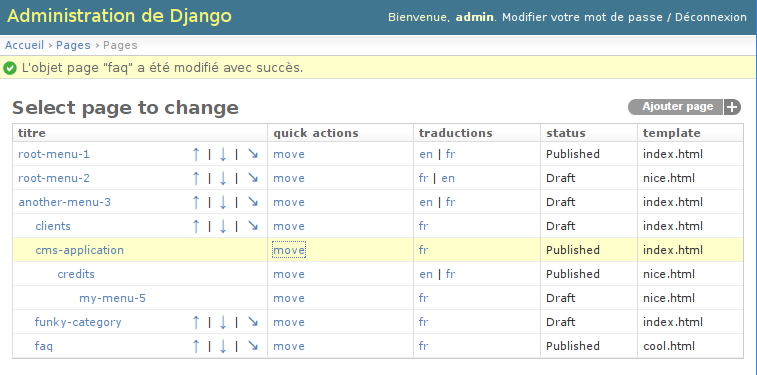 Administration de Django
Bienvenue, admin. Modifier votre mot de passe / Déconnexion
Accueil › Pages › Pages
L'objet page "faq" a été modifié avec succès.
Select page to change
Ajouter page +
titre quick actions traductions status template
root-menu-1 ↑ | ↓ | ↘ move en | fr Published index.html
root-menu-2 ↑ | ↓ | ↘ move fr | en Draft nice.html
another-menu-3 ↑ | ↓ | ↘ move en | fr Draft index.html
clients ↑ | ↓ | ↘ move fr Draft index.html
cms-application move fr Published index.html
credits move en | fr Published nice.html
my-menu-5 move fr Draft nice.html
funky-category ↑ | ↓ | ↘ move fr Draft index.html
faq ↑ | ↓ | ↘ move fr Published cool.html